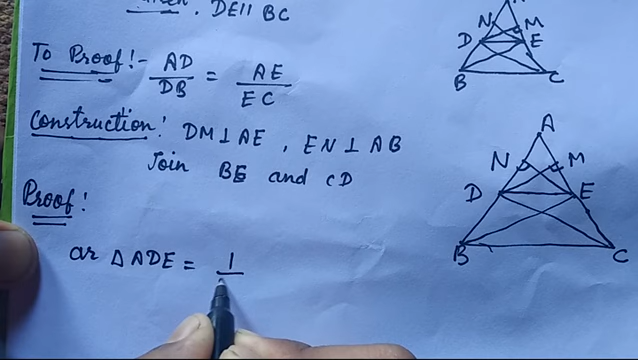 DE || BC
To Proof :- AD/DB = AE/EC
Construction : DM ⊥ AE , EN ⊥ AB
Join BE and CD
Proof :
ar △ ADE = 1
N M
D E
B C
A
N M
D E
B C